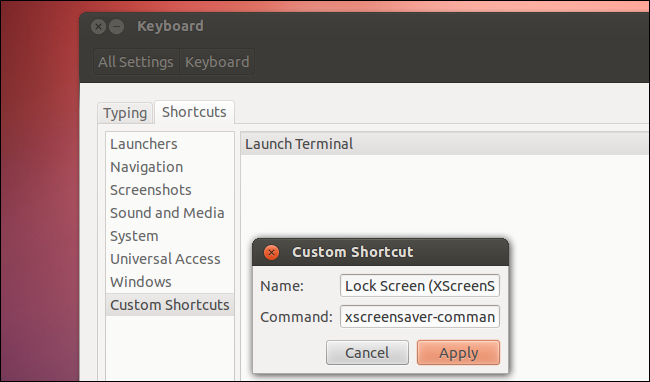 Keyboard
All Settings Keyboard
Typing Shortcuts
Launchers
Navigation
Screenshots
Sound and Media
System
Universal Access
Windows
Custom Shortcuts
Launch Terminal
Custom Shortcut
Name: Lock Screen (XScreenS
Command: xscreensaver-comman
Cancel Apply